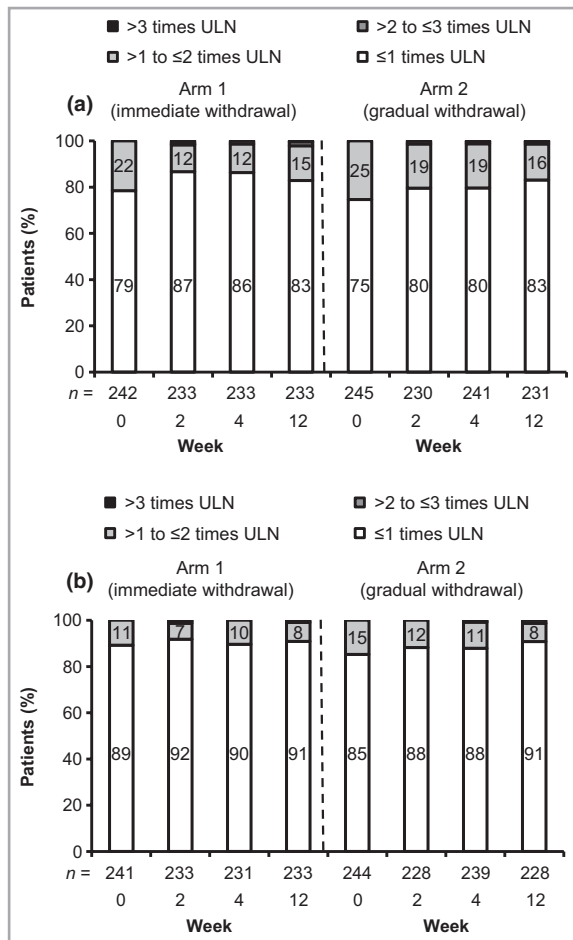 >3 times ULN >2 to ≤3 times ULN
>1 to ≤2 times ULN ≤1 times ULN
Arm 1 Arm 2
(a) (immediate withdrawal) (gradual withdrawal)
100
80
60
40
20
0
Patients (%)
22 12 12 15 25 19 19 16
79 87 86 83 75 80 80 83
n = 242 233 233 233 245 230 241 231
0 2 4 12 0 2 4 12
Week Week
>3 times ULN >2 to ≤3 times ULN
>1 to ≤2 times ULN ≤1 times ULN
Arm 1 Arm 2
(b) (immediate withdrawal) (gradual withdrawal)
100
80
60
40
20
0
Patients (%)
11 7 10 8 15 12 11 8
89 92 90 91 85 88 88 91
n = 241 233 231 233 244 228 239 228
0 2 4 12 0 2 4 12
Week Week